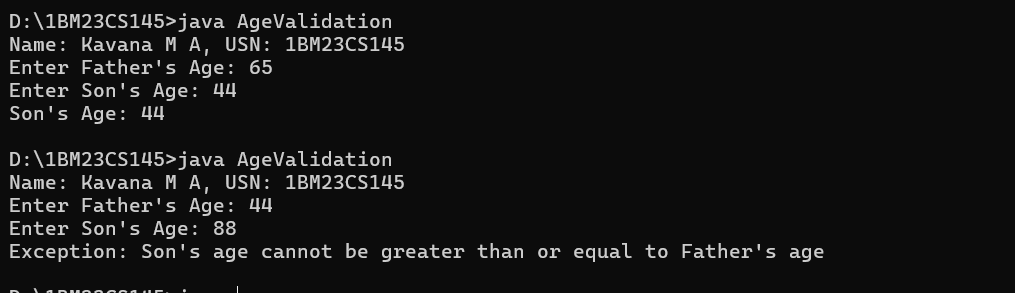 D:\1BM23CS145>java AgeValidation
Name: Kavana M A, USN: 1BM23CS145
Enter Father's Age: 65
Enter Son's Age: 44
Son's Age: 44
D:\1BM23CS145>java AgeValidation
Name: Kavana M A, USN: 1BM23CS145
Enter Father's Age: 44
Enter Son's Age: 88
Exception: Son's age cannot be greater than or equal to Father's age